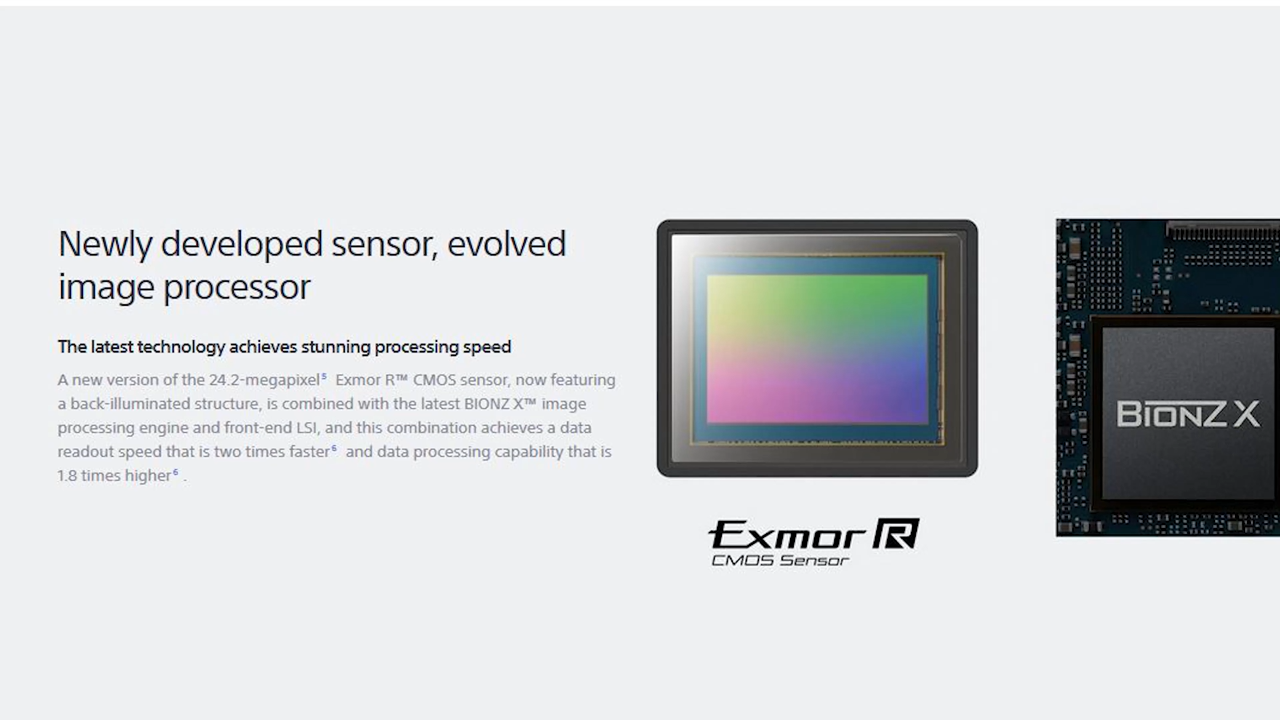 Newly developed sensor, evolved
image processor
The latest technology achieves stunning processing speed
A new version of the 24.2-megapixel⁵ Exmor R™ CMOS sensor, now featuring
a back-illuminated structure, is combined with the latest BIONZ X™ image
processing engine and front-end LSI, and this combination achieves a data
readout speed that is two times faster⁶ and data processing capability that is
1.8 times higher⁶ .
Exmor R
CMOS Sensor
BIONZ X